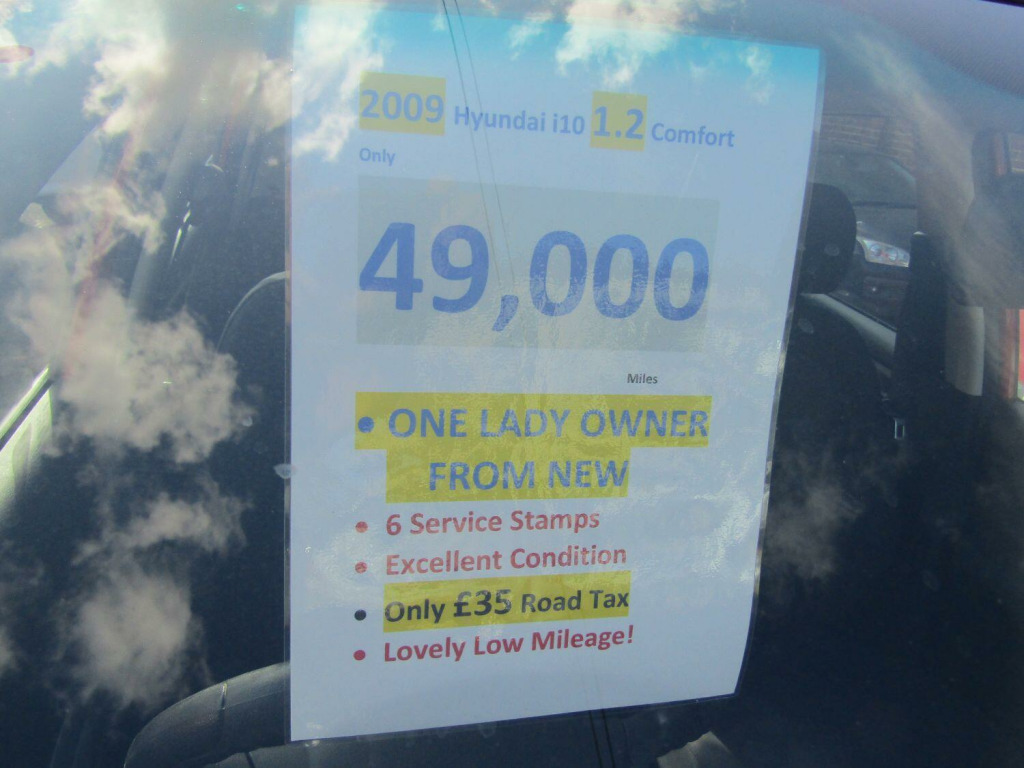 2009 Hyundai i10 1.2 Comfort
Only
49,000
Miles
• ONE LADY OWNER
FROM NEW
• 6 Service Stamps
• Excellent Condition
• Only £35 Road Tax
• Lovely Low Mileage!